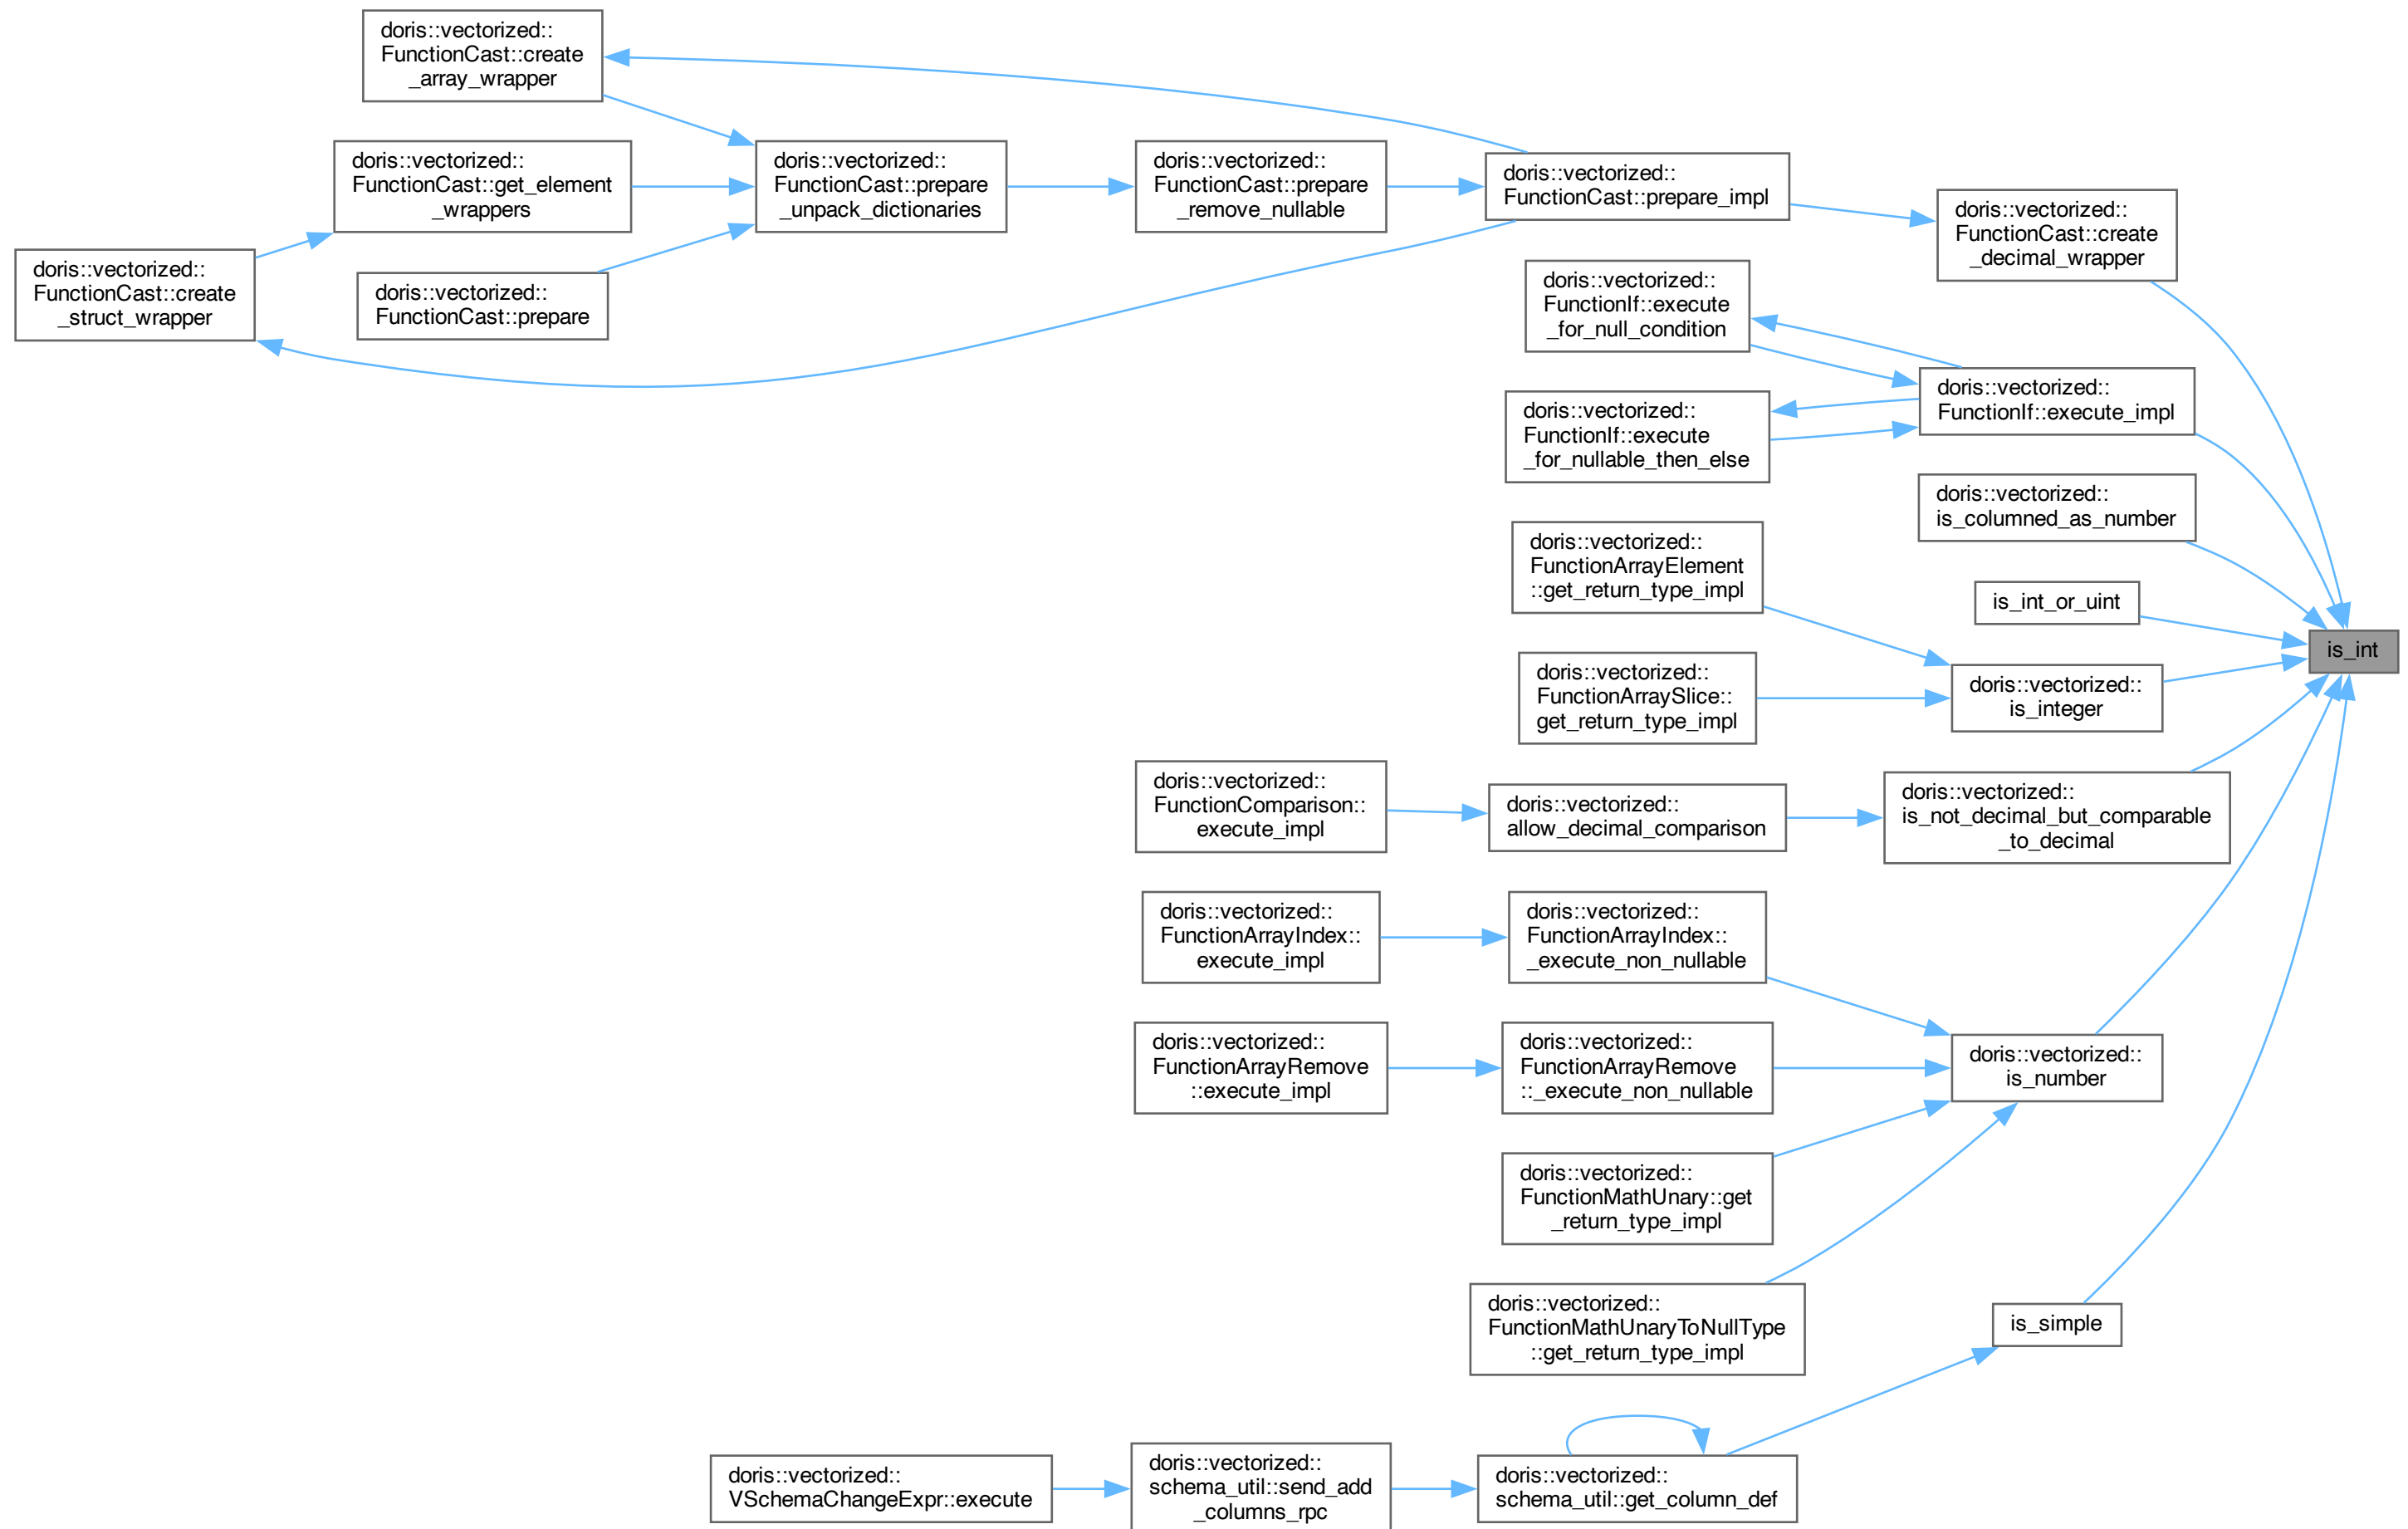 doris::vectorized::
FunctionCast::create
_array_wrapper
doris::vectorized::
FunctionCast::get_element
_wrappers
doris::vectorized::
FunctionCast::prepare
_unpack_dictionaries
doris::vectorized::
FunctionCast::prepare
_remove_nullable
doris::vectorized::
FunctionCast::prepare_impl
doris::vectorized::
FunctionCast::create
_decimal_wrapper
doris::vectorized::
FunctionCast::create
_struct_wrapper
doris::vectorized::
FunctionCast::prepare
doris::vectorized::
FunctionIf::execute
_for_null_condition
doris::vectorized::
FunctionIf::execute_impl
doris::vectorized::
FunctionIf::execute
_for_nullable_then_else
doris::vectorized::
is_columned_as_number
doris::vectorized::
FunctionArrayElement
::get_return_type_impl
is_int_or_uint
is_int
doris::vectorized::
FunctionArraySlice::
get_return_type_impl
doris::vectorized::
is_integer
doris::vectorized::
FunctionComparison::
execute_impl
doris::vectorized::
allow_decimal_comparison
doris::vectorized::
is_not_decimal_but_comparable
_to_decimal
doris::vectorized::
FunctionArrayIndex::
execute_impl
doris::vectorized::
FunctionArrayIndex::
_execute_non_nullable
doris::vectorized::
FunctionArrayRemove
::execute_impl
doris::vectorized::
FunctionArrayRemove
::_execute_non_nullable
doris::vectorized::
is_number
doris::vectorized::
FunctionMathUnary::get
_return_type_impl
doris::vectorized::
FunctionMathUnaryToNullType
::get_return_type_impl
is_simple
doris::vectorized::
VSchemaChangeExpr::execute
doris::vectorized::
schema_util::send_add
_columns_rpc
doris::vectorized::
schema_util::get_column_def